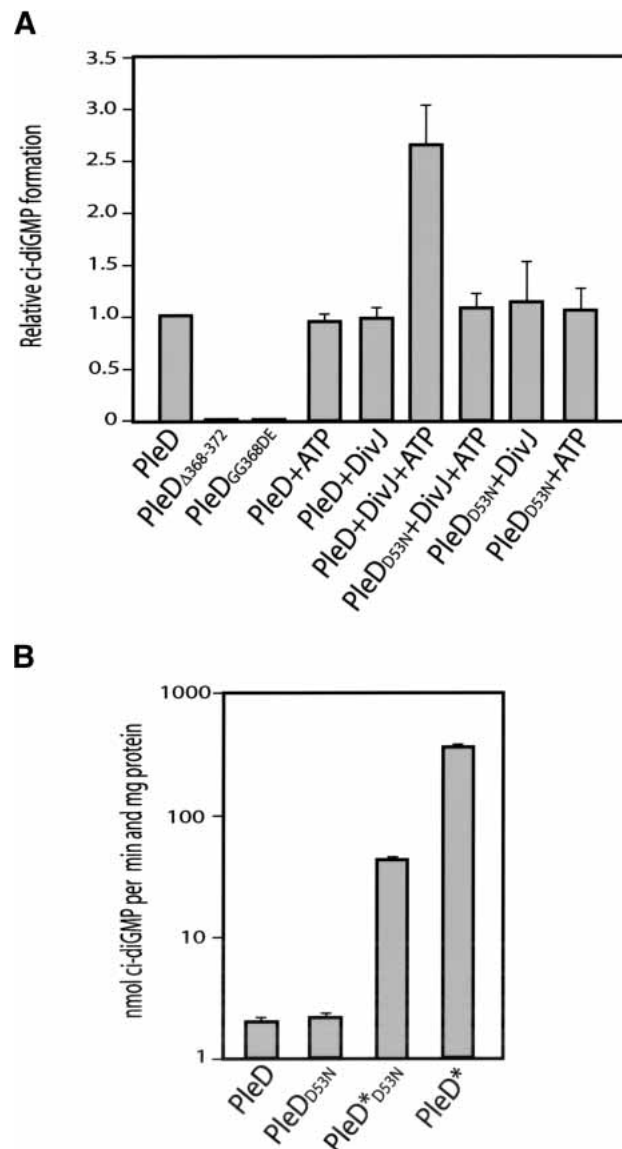 A
Relative ci-diGMP formation
3.5
3.0
2.5
2.0
1.5
1.0
0.5
0
PleD
PleDΔ368-372
PleDGG368DE
PleD+ATP
PleD+DivJ
PleD+DivJ+ATP
PleDD53N+DivJ+ATP
PleDD53N+DivJ
PleDD53N+ATP
B
nmol ci-diGMP per min and mg protein
1000
100
10
1
PleD
PleDD53N
PleD*D53N
PleD*